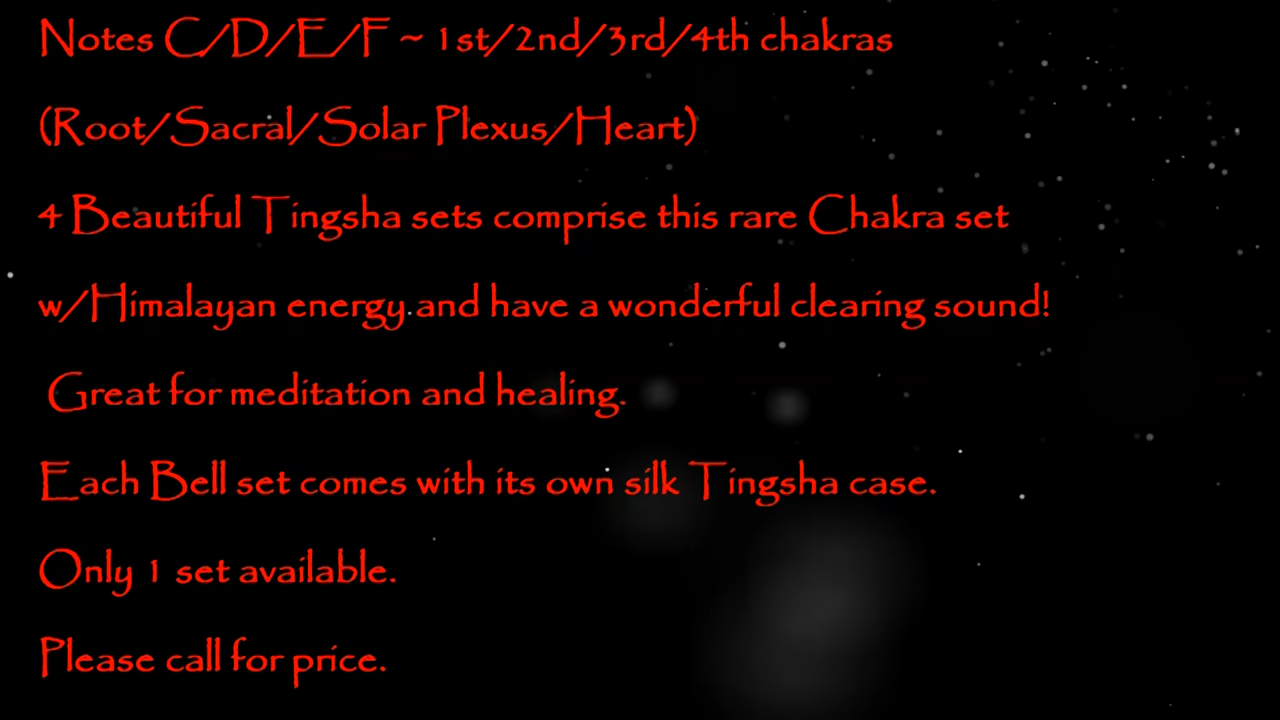 Notes C/D/E/F ~ 1st/2nd/3rd/4th chakras
(Root/Sacral/Solar Plexus/Heart)
4 Beautiful Tingsha sets comprise this rare Chakra set
w/Himalayan energy and have a wonderful clearing sound!
Great for meditation and healing.
Each Bell set comes with its own silk Tingsha case.
Only 1 set available.
Please call for price.